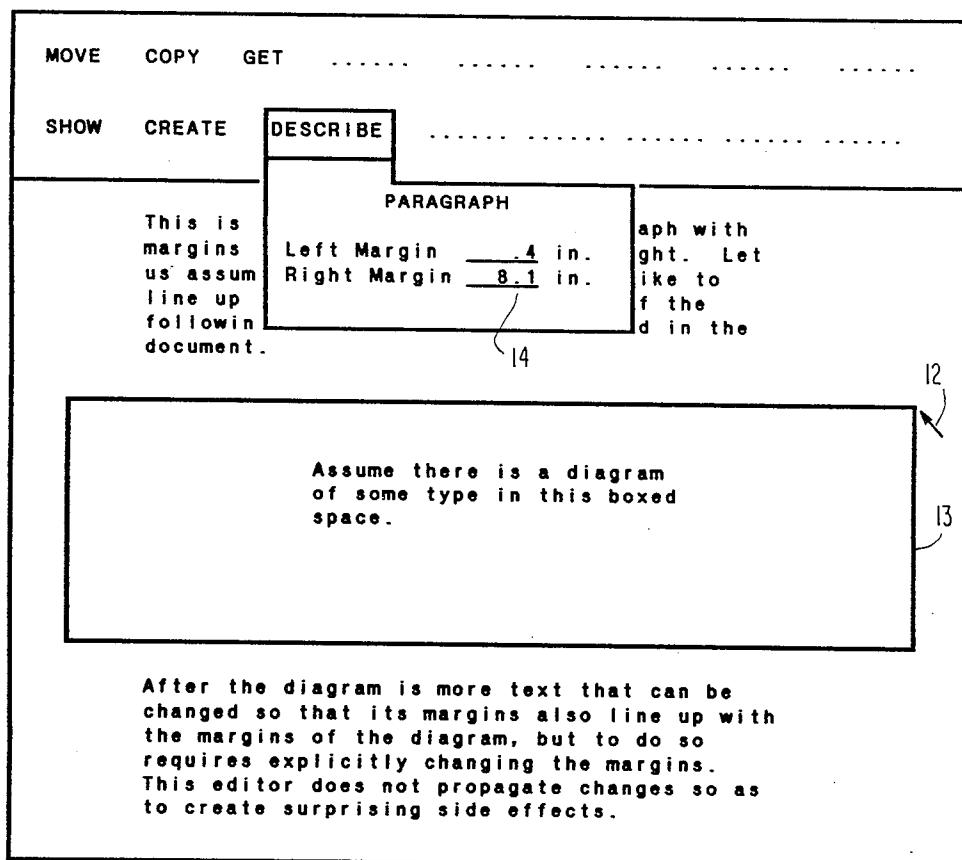 MOVE COPY GET ...... ...... ...... ...... ......
SHOW CREATE DESCRIBE ...... ...... ...... ......
PARAGRAPH
Left Margin .4 in.
Right Margin 8.1 in.
14
This is aph with
margins ght. Let
us assum ike to
line up f the
followin d in the
document.
12
Assume there is a diagram
of some type in this boxed
space.
13
After the diagram is more text that can be
changed so that its margins also line up with
the margins of the diagram, but to do so
requires explicitly changing the margins.
This editor does not propagate changes so as
to create surprising side effects.